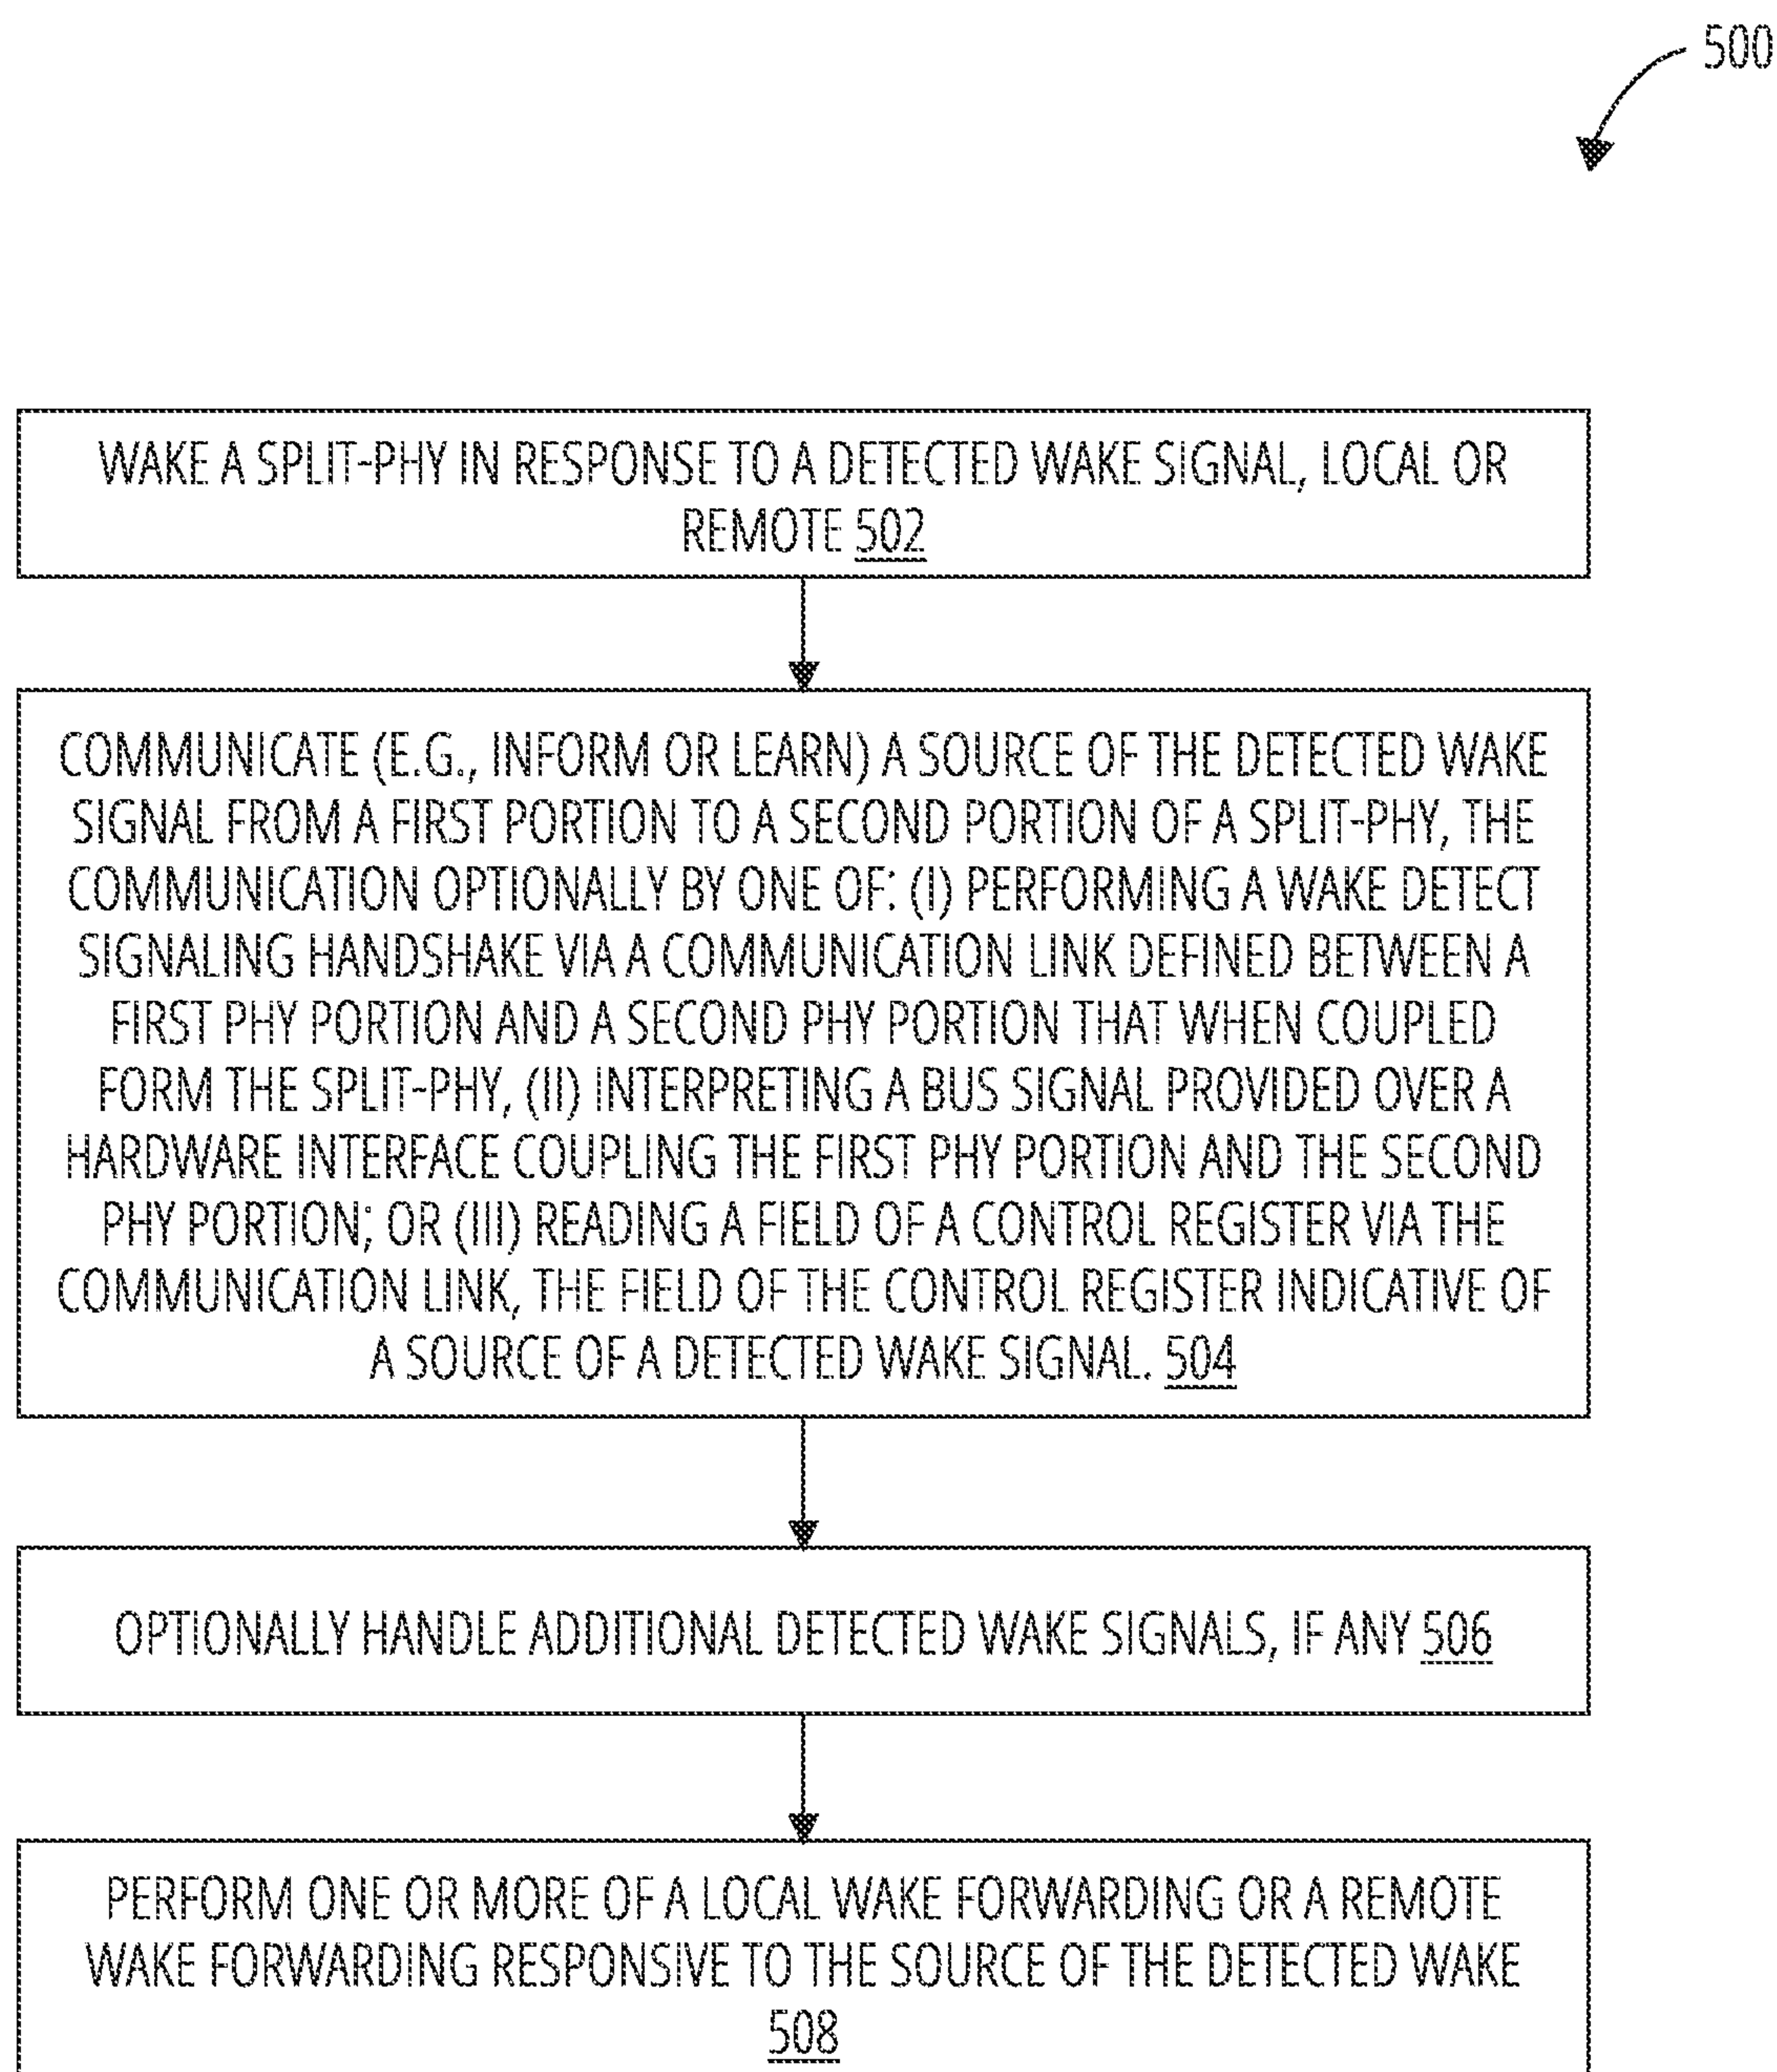 500
WAKE A SPLIT-PHY IN RESPONSE TO A DETECTED WAKE SIGNAL, LOCAL OR
REMOTE 502
COMMUNICATE (E.G., INFORM OR LEARN) A SOURCE OF THE DETECTED WAKE
SIGNAL FROM A FIRST PORTION TO A SECOND PORTION OF A SPLIT-PHY, THE
COMMUNICATION OPTIONALLY BY ONE OF: (I) PERFORMING A WAKE DETECT
SIGNALING HANDSHAKE VIA A COMMUNICATION LINK DEFINED BETWEEN A
FIRST PHY PORTION AND A SECOND PHY PORTION THAT WHEN COUPLED
FORM THE SPLIT-PHY, (II) INTERPRETING A BUS SIGNAL PROVIDED OVER A
HARDWARE INTERFACE COUPLING THE FIRST PHY PORTION AND THE SECOND
PHY PORTION; OR (III) READING A FIELD OF A CONTROL REGISTER VIA THE
COMMUNICATION LINK, THE FIELD OF THE CONTROL REGISTER INDICATIVE OF
A SOURCE OF A DETECTED WAKE SIGNAL. 504
OPTIONALLY HANDLE ADDITIONAL DETECTED WAKE SIGNALS, IF ANY 506
PERFORM ONE OR MORE OF A LOCAL WAKE FORWARDING OR A REMOTE
WAKE FORWARDING RESPONSIVE TO THE SOURCE OF THE DETECTED WAKE
508